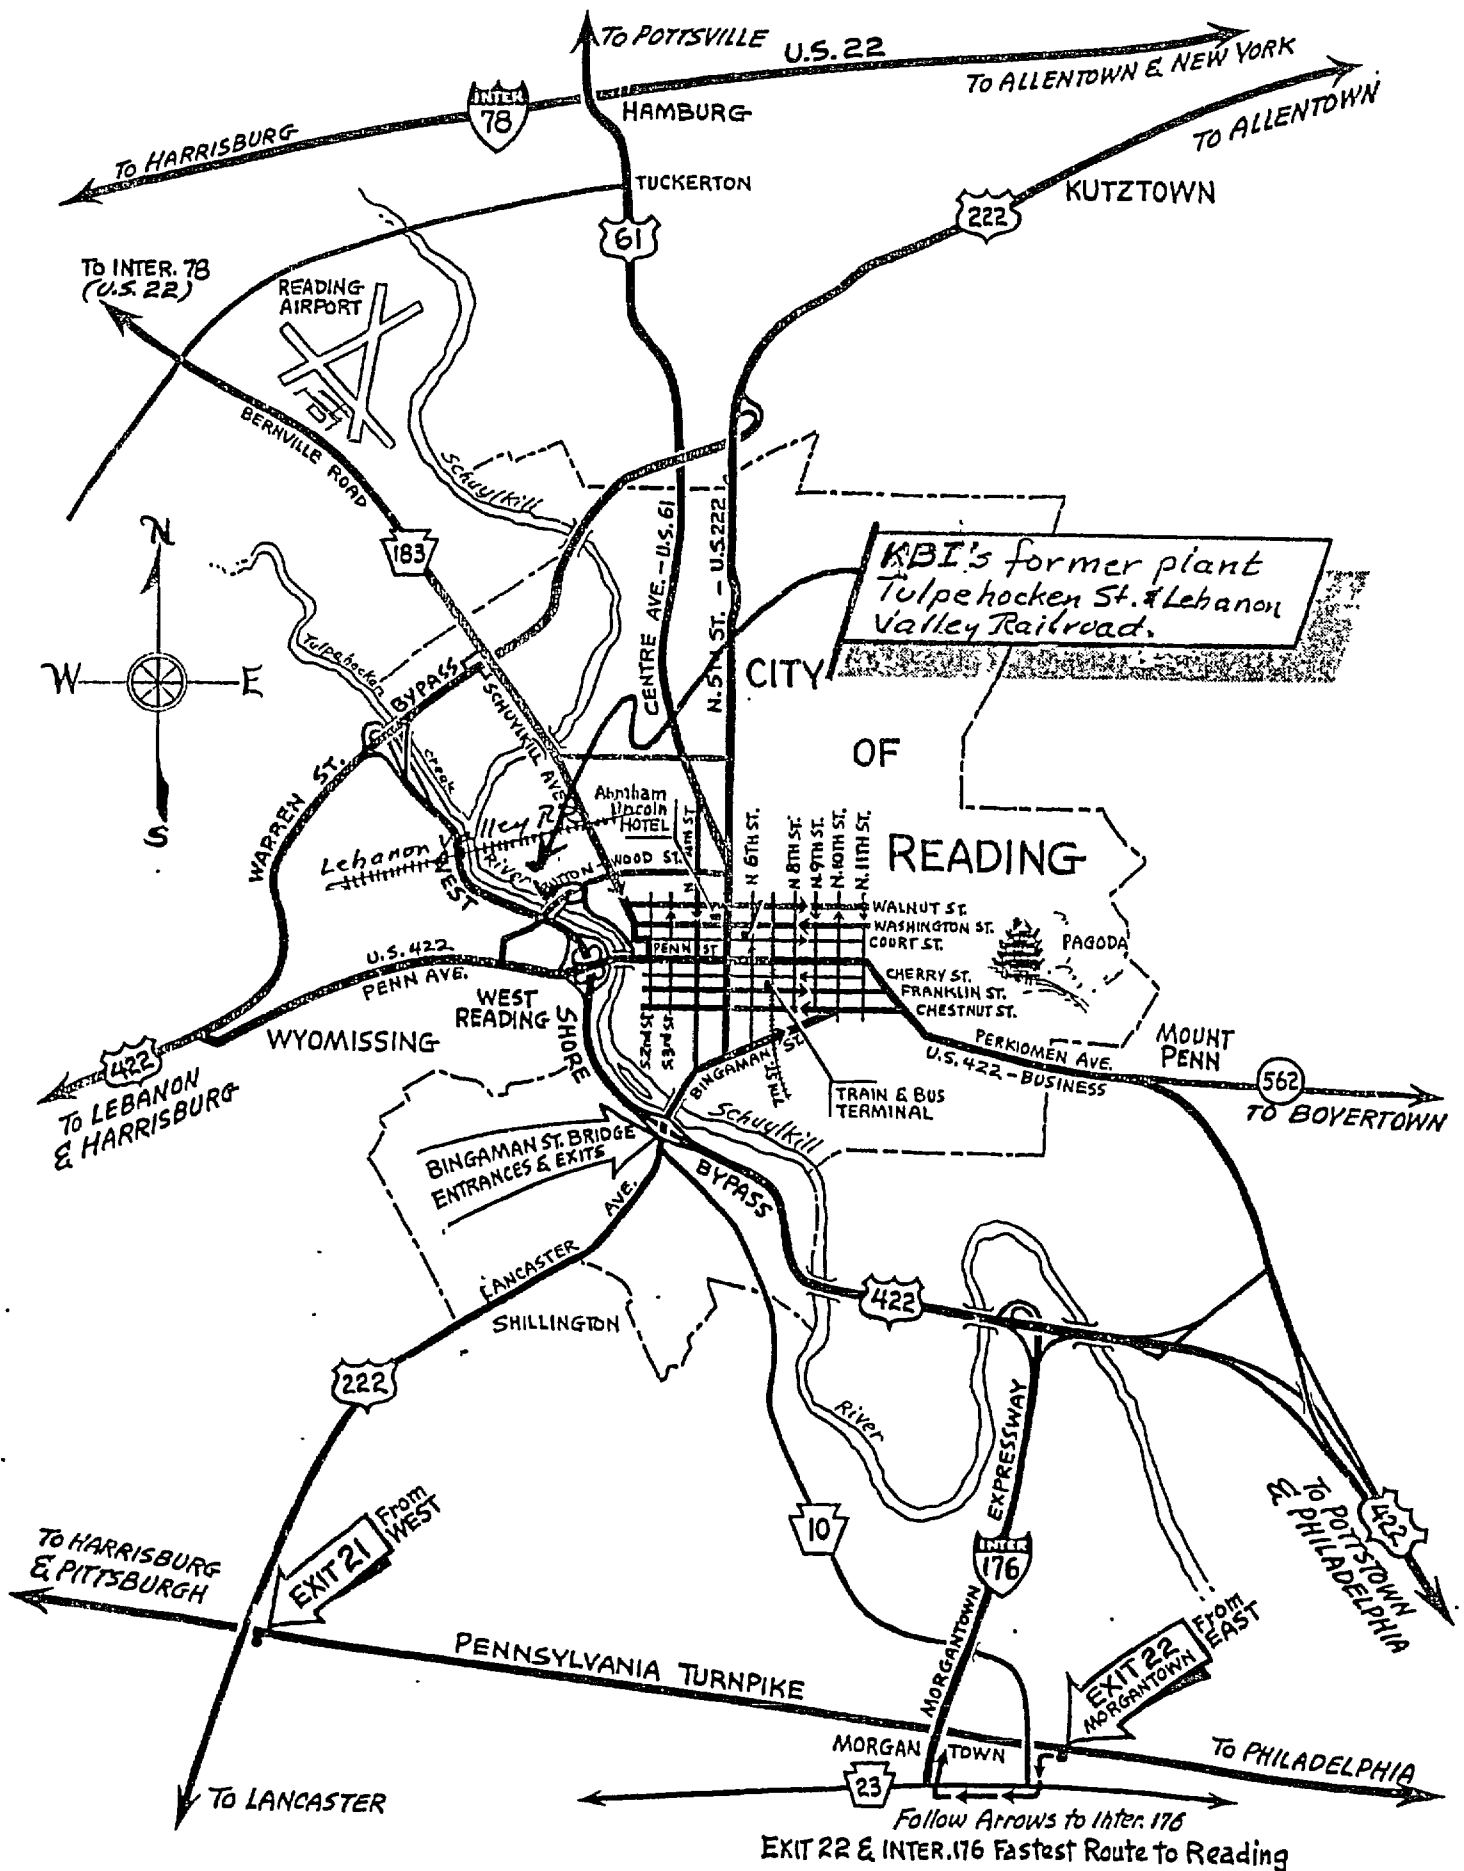 TO POTTSVILLE
U.S. 22
TO ALLENTOWN & NEW YORK
TO ALLENTOWN
INTER
78
HAMBURG
TO HARRISBURG
TUCKERTON
KUTZTOWN
222
61
TO INTER. 78
(U.S. 22)
READING
AIRPORT
BERNVILLE ROAD
Schuylkill
183
N
W
E
S
CENTRE AVE. - U.S. 61
N. 5TH ST. - U.S. 222
KBI's former plant
Tulpehocken St. & Lebanon
Valley Railroad.
CITY
OF
READING
Tulpehocken
Creek
BYPASS
SCHUYLKILL AVE.
WARREN ST.
Abraham
Lincoln
HOTEL
Lebanon V lley R
River
WEST
WOOD ST.
N
4TH ST.
N 6TH ST.
N 8TH ST.
N. 9TH ST.
N. 10TH ST.
N. 11TH ST.
WALNUT ST.
WASHINGTON ST.
COURT ST.
PENN ST
CHERRY ST.
FRANKLIN ST.
CHESTNUT ST.
PAGODA
U.S. 422
PENN AVE.
WEST
READING
WYOMISSING
SHORE
S. 2nd ST.
S. 3rd ST.
BINGAMAN ST.
PERKIOMEN AVE.
U.S. 422 - BUSINESS
MOUNT
PENN
562
TO BOYERTOWN
422
TO LEBANON
& HARRISBURG
TRAIN & BUS
TERMINAL
Schuylkill
BINGAMAN ST. BRIDGE
ENTRANCES & EXITS
BYPASS
LANCASTER AVE.
SHILLINGTON
422
222
River
EXPRESSWAY
10
INTER
176
MORGANTOWN
422
TO POTTSTOWN
& PHILADELPHIA
TO HARRISBURG
& PITTSBURGH
EXIT 21
From
WEST
PENNSYLVANIA TURNPIKE
EXIT 22
MORGANTOWN
From
EAST
MORGAN TOWN
TO PHILADELPHIA
23
TO LANCASTER
Follow Arrows to Inter. 176
EXIT 22 & INTER. 176 Fastest Route to Reading